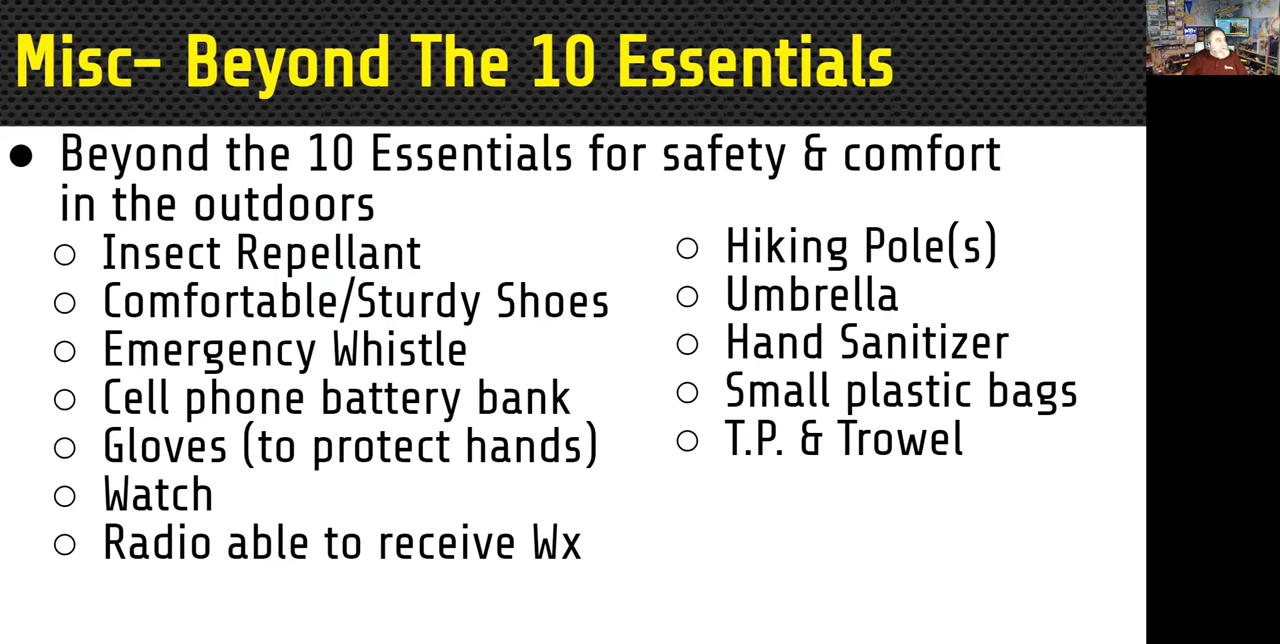 Misc- Beyond The 10 Essentials
● Beyond the 10 Essentials for safety & comfort
in the outdoors
○ Insect Repellant
○ Comfortable/Sturdy Shoes
○ Emergency Whistle
○ Cell phone battery bank
○ Gloves (to protect hands)
○ Watch
○ Radio able to receive Wx
○ Hiking Pole(s)
○ Umbrella
○ Hand Sanitizer
○ Small plastic bags
○ T.P. & Trowel